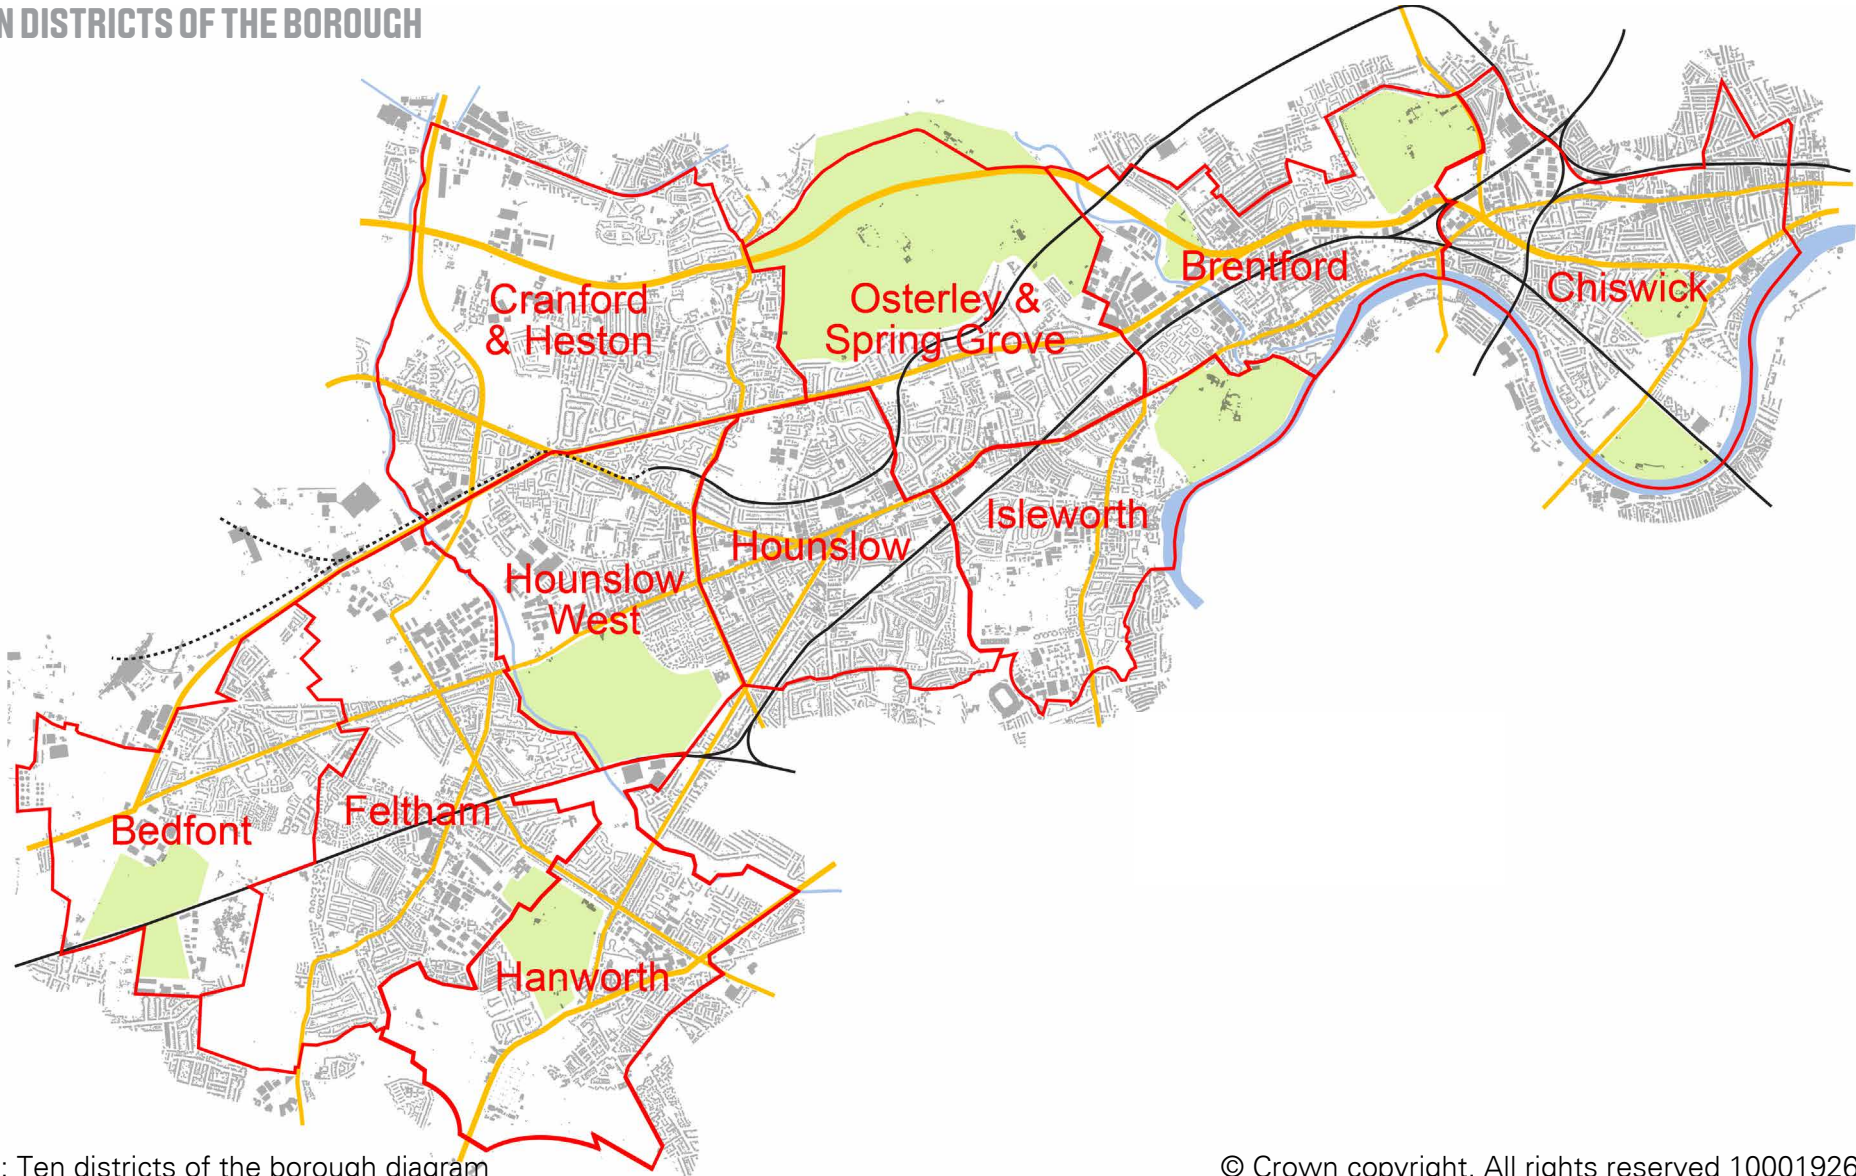 N DISTRICTS OF THE BOROUGH
Cranford
& Heston
Osterley &
Spring Grove
Brentford
Chiswick
Hounslow
West
Hounslow
Isleworth
Bedfont
Feltham
Hanworth
: Ten districts of the borough diagram
© Crown copyright. All rights reserved 10001926